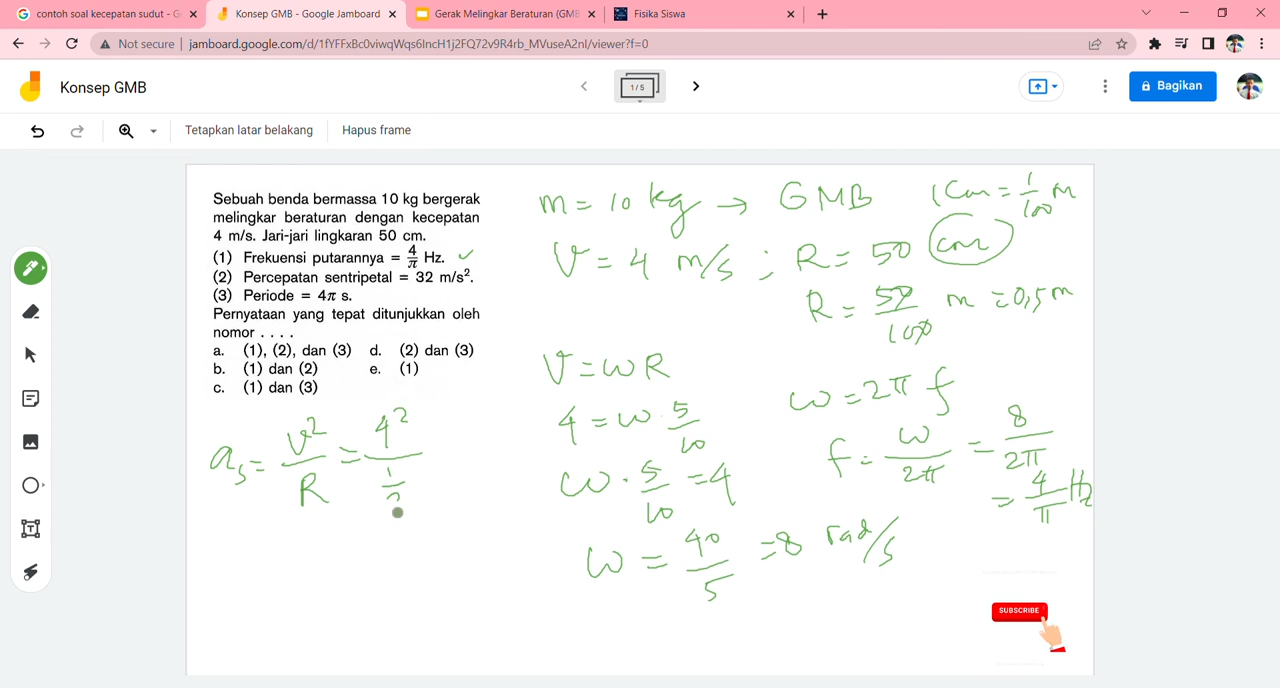 contoh soal kecepatan sudut - G
Konsep GMB - Google Jamboard
Gerak Melingkar Beraturan (GMB
Fisika Siswa
Not secure | jamboard.google.com/d/1fYFFxBc0viwqWqs6IncH1j2FQ72v9R4rb_MVuseA2nI/viewer?f=0
Konsep GMB
1/5
Bagikan
Tetapkan latar belakang
Hapus frame
Sebuah benda bermassa 10 kg bergerak
melingkar beraturan dengan kecepatan
4 m/s. Jari-jari lingkaran 50 cm.
(1) Frekuensi putarannya = 4/π Hz. ✓
(2) Percepatan sentripetal = 32 m/s².
(3) Periode = 4π s.
Pernyataan yang tepat ditunjukkan oleh
nomor . . . .
a. (1), (2), dan (3) d. (2) dan (3)
b. (1) dan (2) e. (1)
c. (1) dan (3)
as = v²/R = 4²/½
m = 10 kg → GMB
1 cm = 1/100 m
V = 4 m/s ; R = 50 cm
R = 50/100 m = 0,5 m
V = ωR
4 = ω · 5/10
ω · 5/10 = 4
ω = 40/5 = 8 rad/s
ω = 2π f
f = ω/2π = 8/2π
= 4/π Hz
SUBSCRIBE